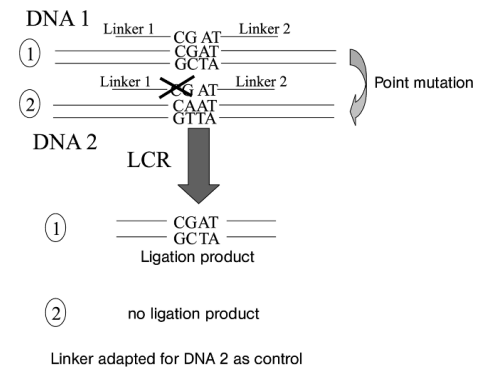 DNA 1
Linker 1 CG AT Linker 2
1 CGAT
GCTA
Linker 1 CG AT Linker 2
Point mutation
2 CAAT
GTTA
DNA 2
LCR
1 CGAT
GCTA
Ligation product
2 no ligation product
Linker adapted for DNA 2 as control